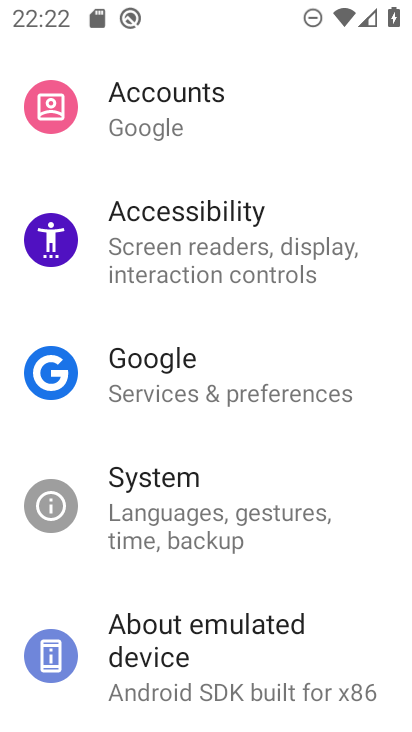 22:22
Accounts
Google
Accessibility
Screen readers, display,
interaction controls
Google
Services & preferences
System
Languages, gestures,
time, backup
About emulated
device
Android SDK built for x86